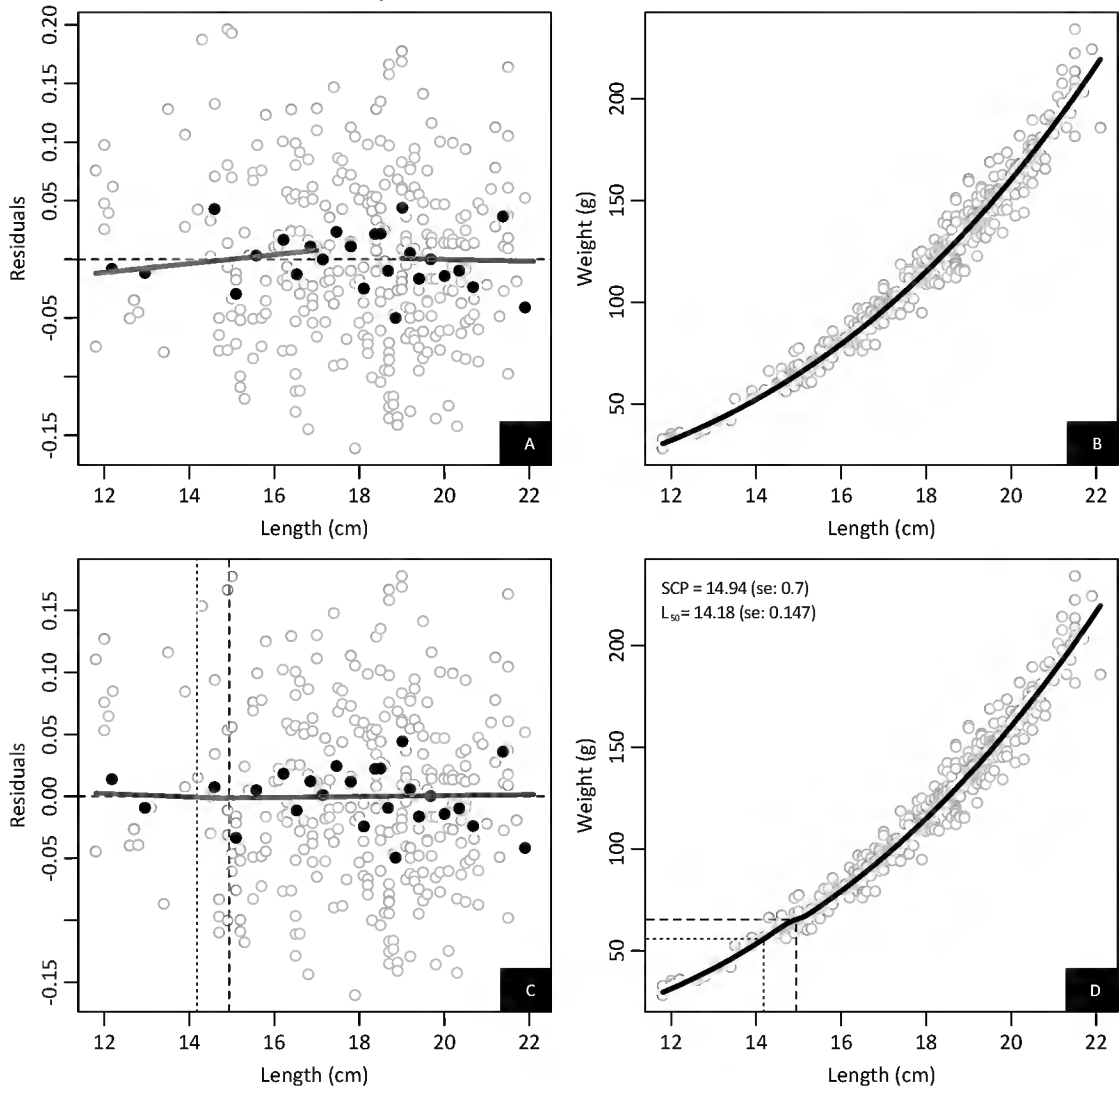 0.20
0.15
0.10
0.05
-0.05
-0.15
Residuals
12 14 16 18 20 22
Length (cm)
A
200
150
100
50
Weight (g)
12 14 16 18 20 22
Length (cm)
B
0.15
0.10
0.05
0.00
-0.05
-0.15
Residuals
12 14 16 18 20 22
Length (cm)
C
SCP = 14.94 (se: 0.7)
L50= 14.18 (se: 0.147)
200
150
100
50
Weight (g)
12 14 16 18 20 22
Length (cm)
D